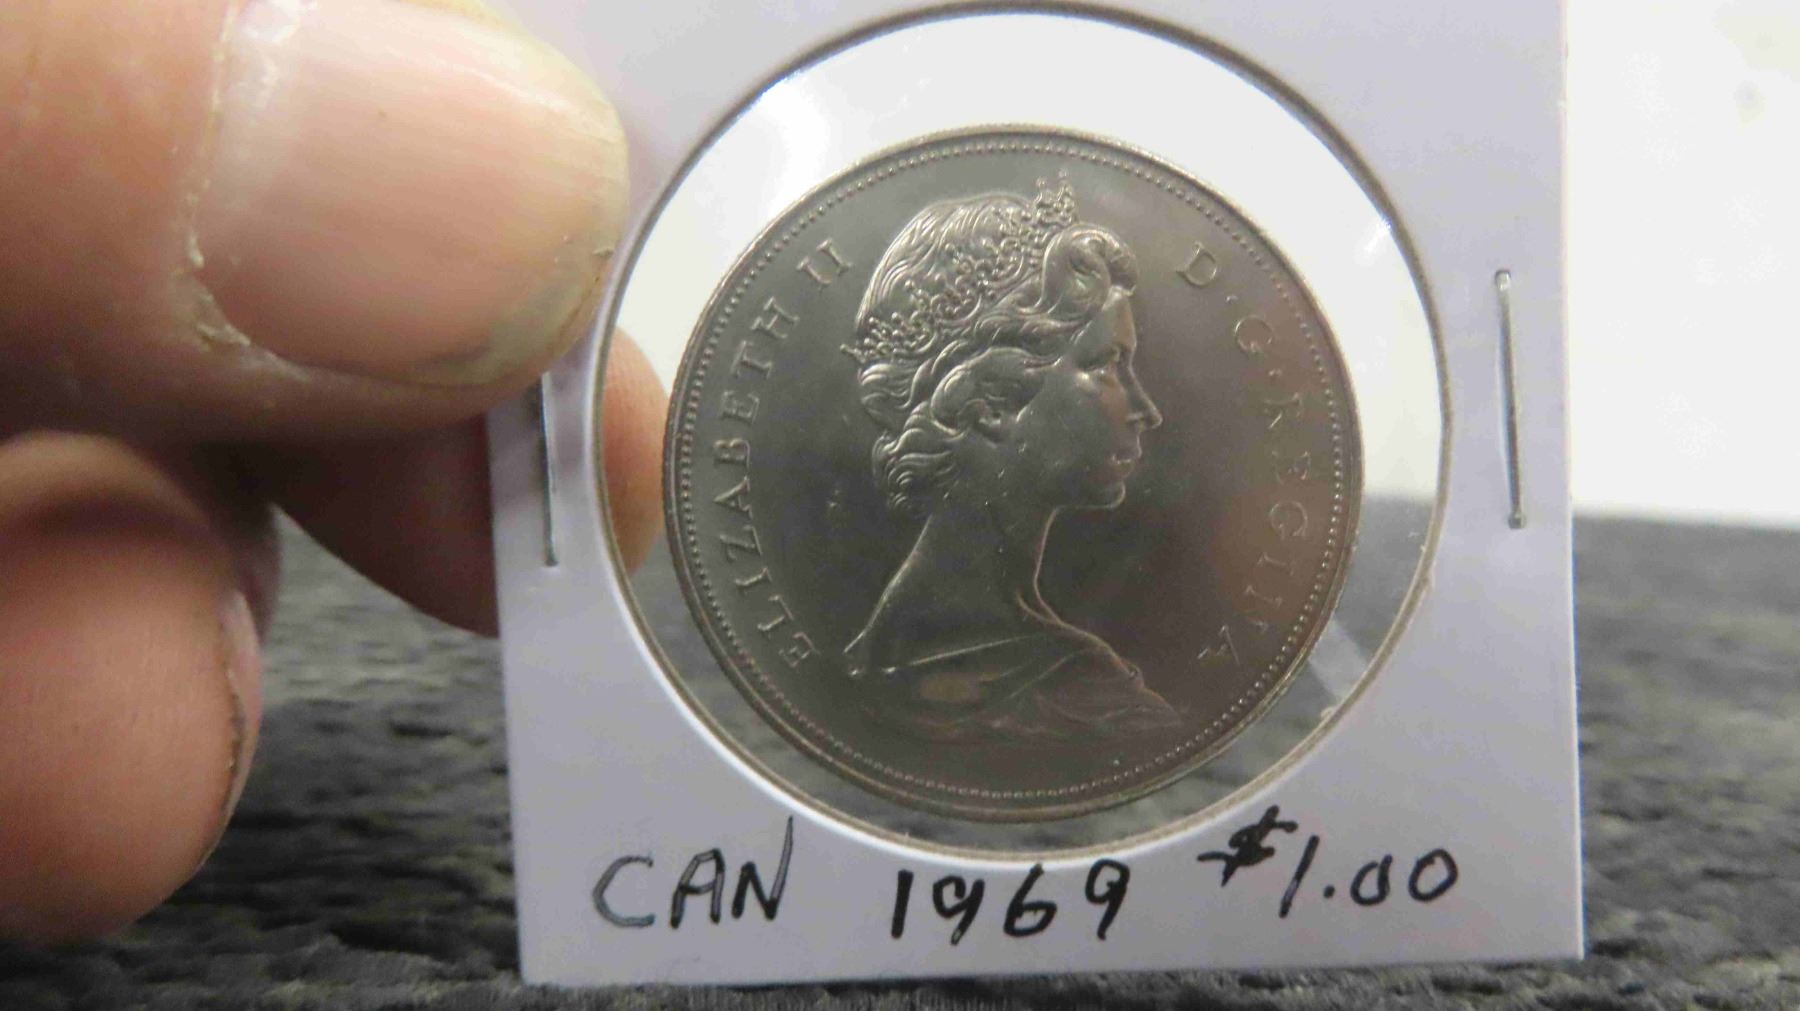 ELIZABETH II D·G·REGINA
CAN 1969 $1.00